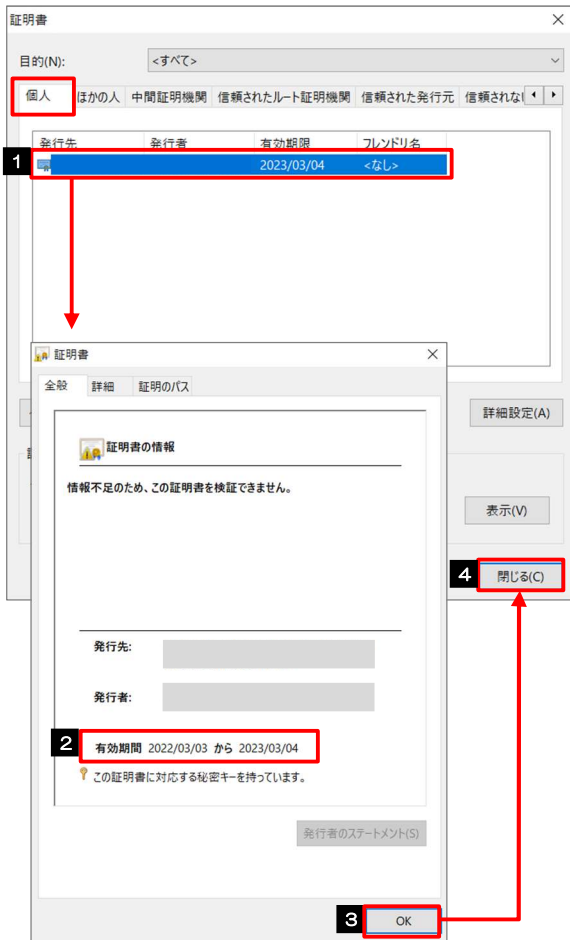 証明書
目的(N):
<すべて>
個人 ほかの人 中間証明機関 信頼されたルート証明機関 信頼された発行元 信頼されない
発行先 発行者 有効期限 フレンドリ名
1
2023/03/04 <なし>
証明書
全般 詳細 証明のパス
詳細設定(A)
証明書の情報
情報不足のため、この証明書を検証できません。
表示(V)
4
閉じる(C)
発行先:
発行者:
2
有効期間 2022/03/03 から 2023/03/04
この証明書に対応する秘密キーを持っています。
発行者のステートメント(S)
3
OK